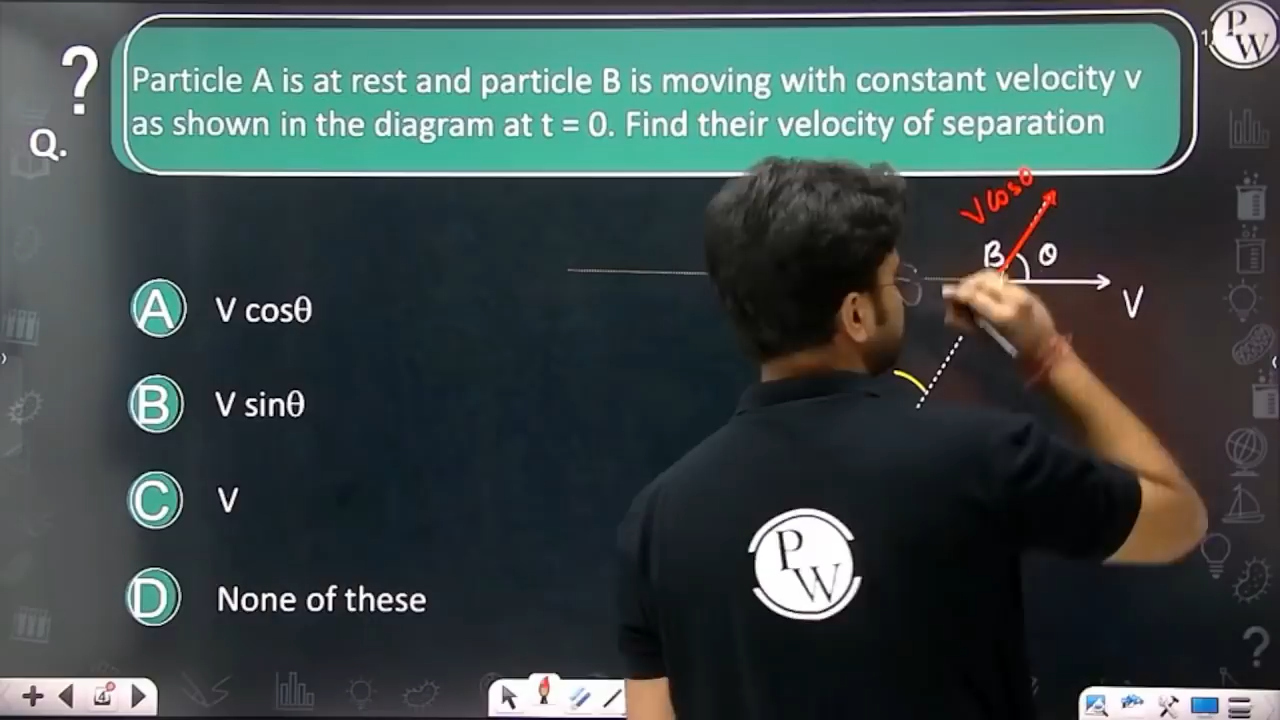 ?
Q.
Particle A is at rest and particle B is moving with constant velocity v
as shown in the diagram at t = 0. Find their velocity of separation
PW
V cosθ
B
θ
V
A V cosθ
B V sinθ
C V
D None of these
PW
4
?